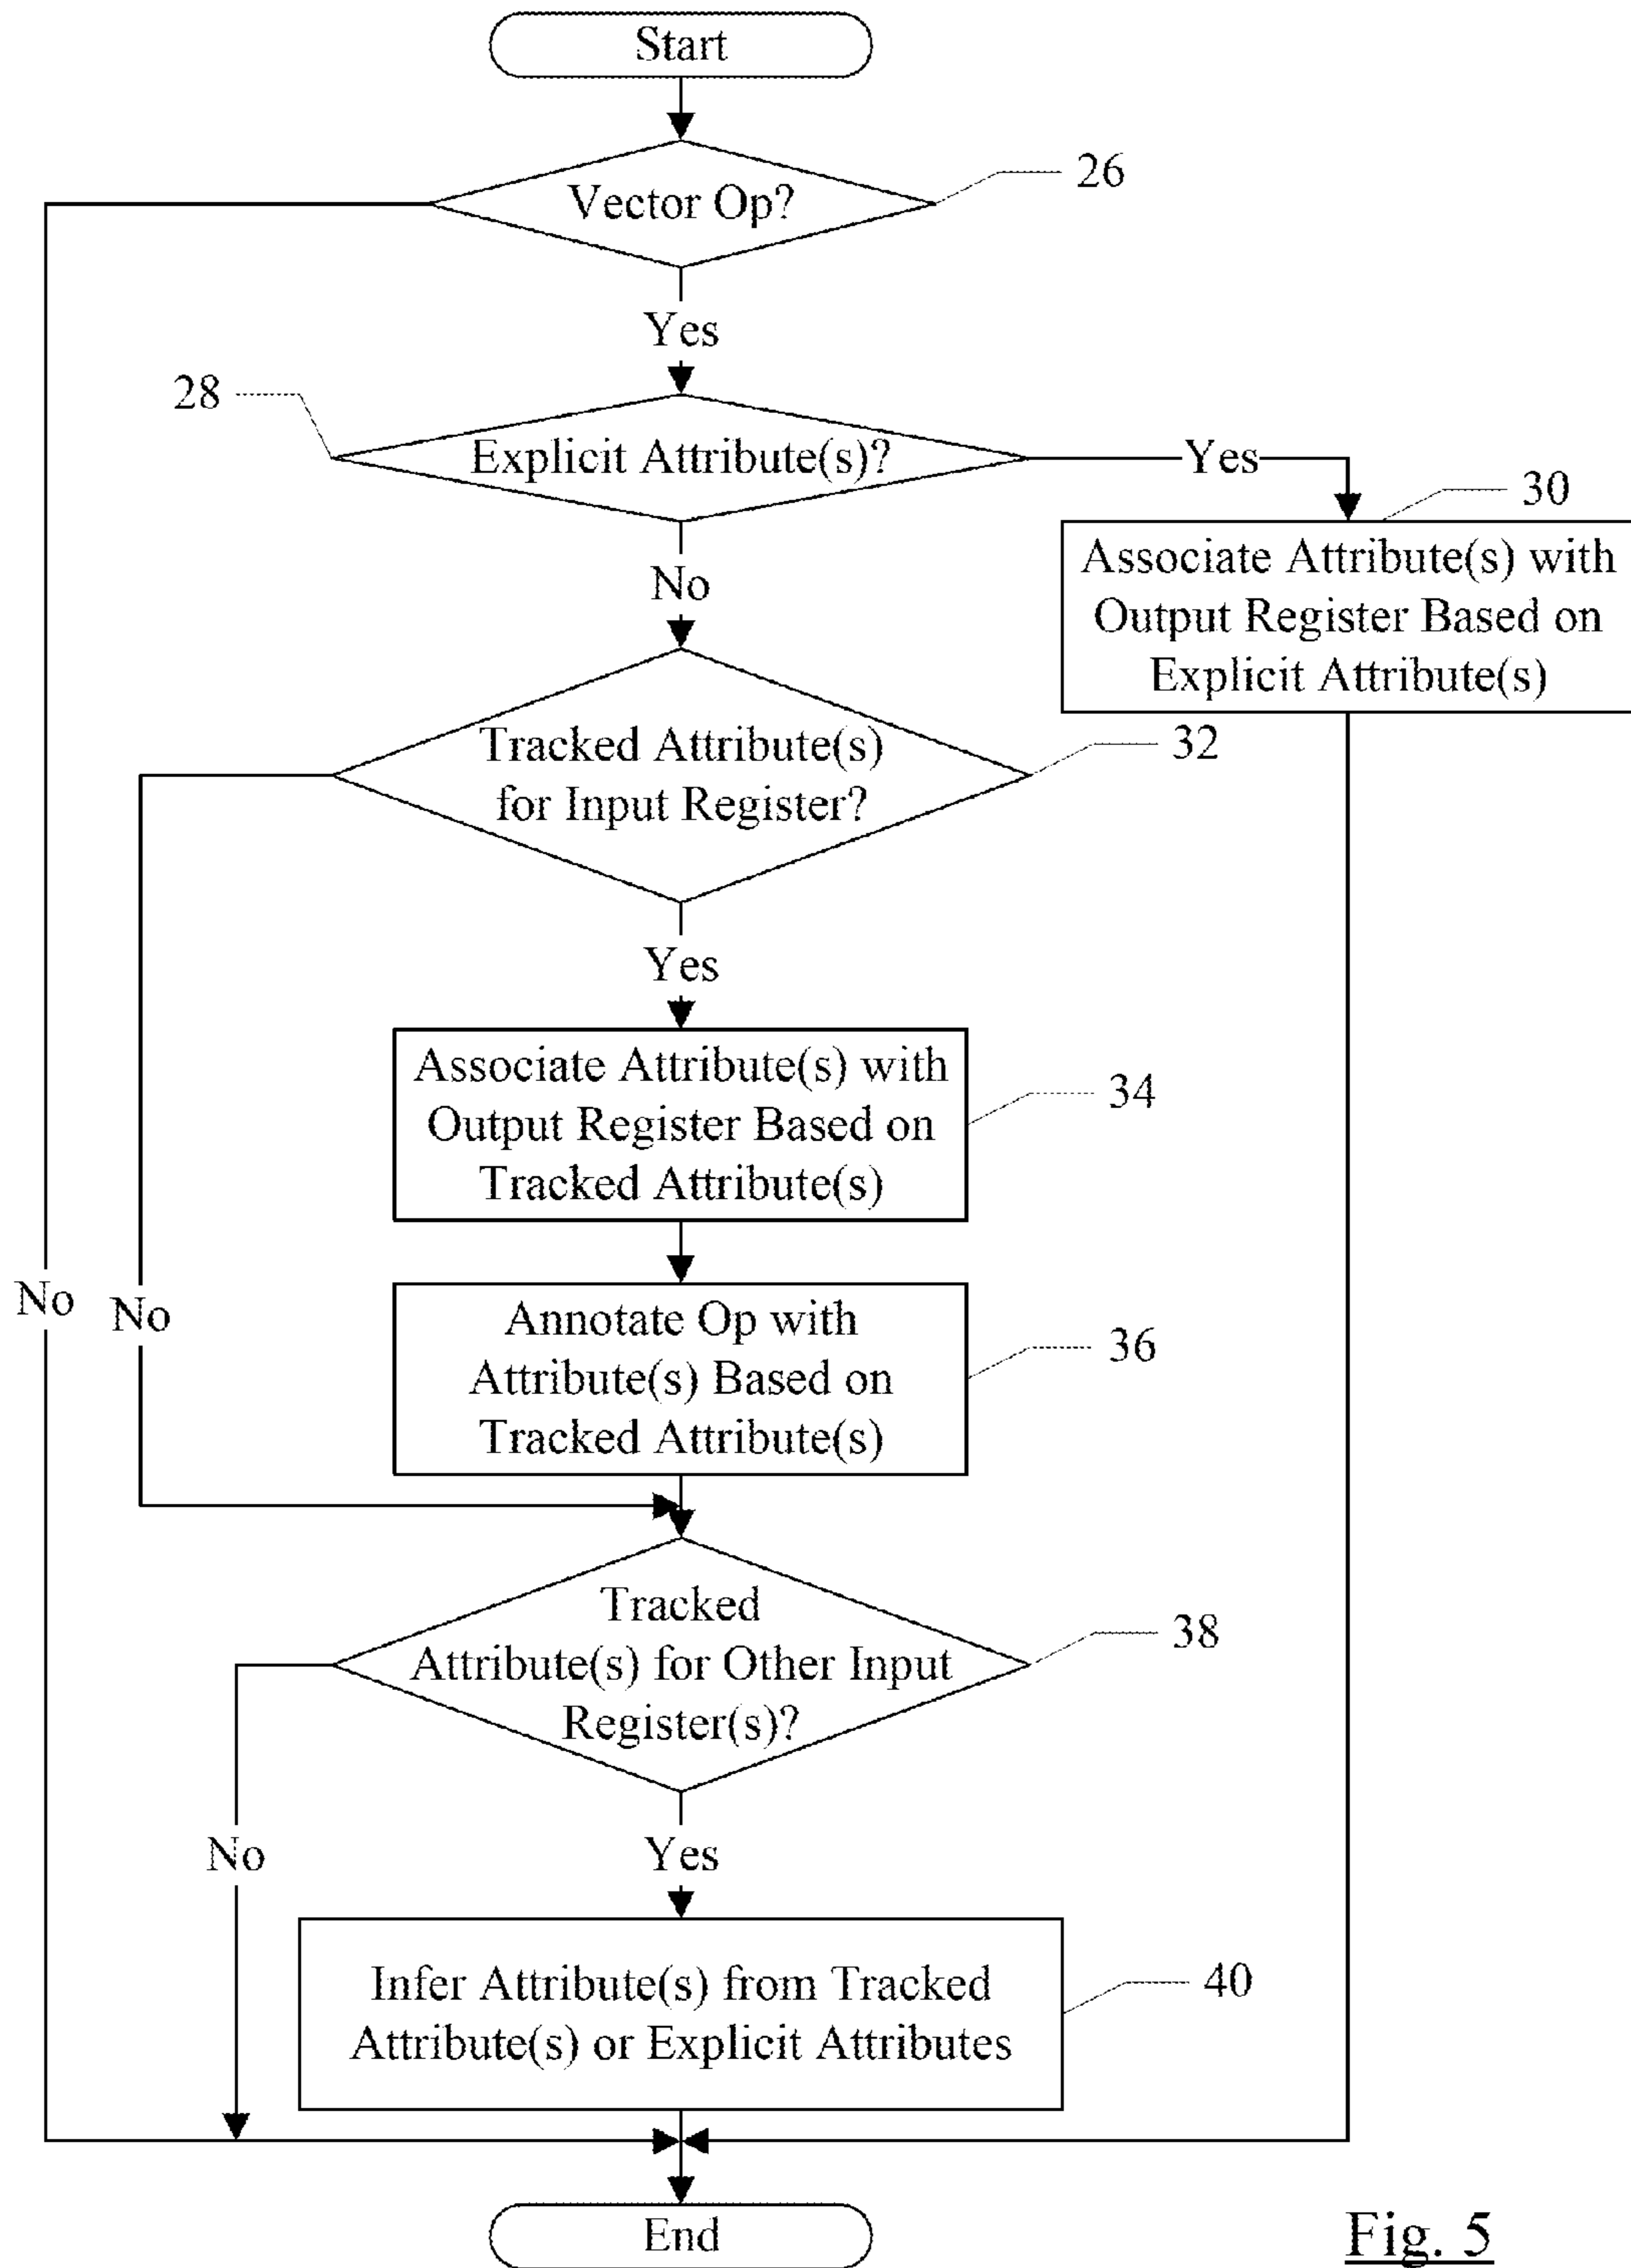 Start
Vector Op?
26
Yes
28
Explicit Attribute(s)?
Yes
30
Associate Attribute(s) with
Output Register Based on
Explicit Attribute(s)
No
Tracked Attribute(s)
for Input Register?
32
Yes
Associate Attribute(s) with
Output Register Based on
Tracked Attribute(s)
34
No
No
Annotate Op with
Attribute(s) Based on
Tracked Attribute(s)
36
Tracked
Attribute(s) for Other Input
Register(s)?
38
No
Yes
Infer Attribute(s) from Tracked
Attribute(s) or Explicit Attributes
40
End
Fig. 5